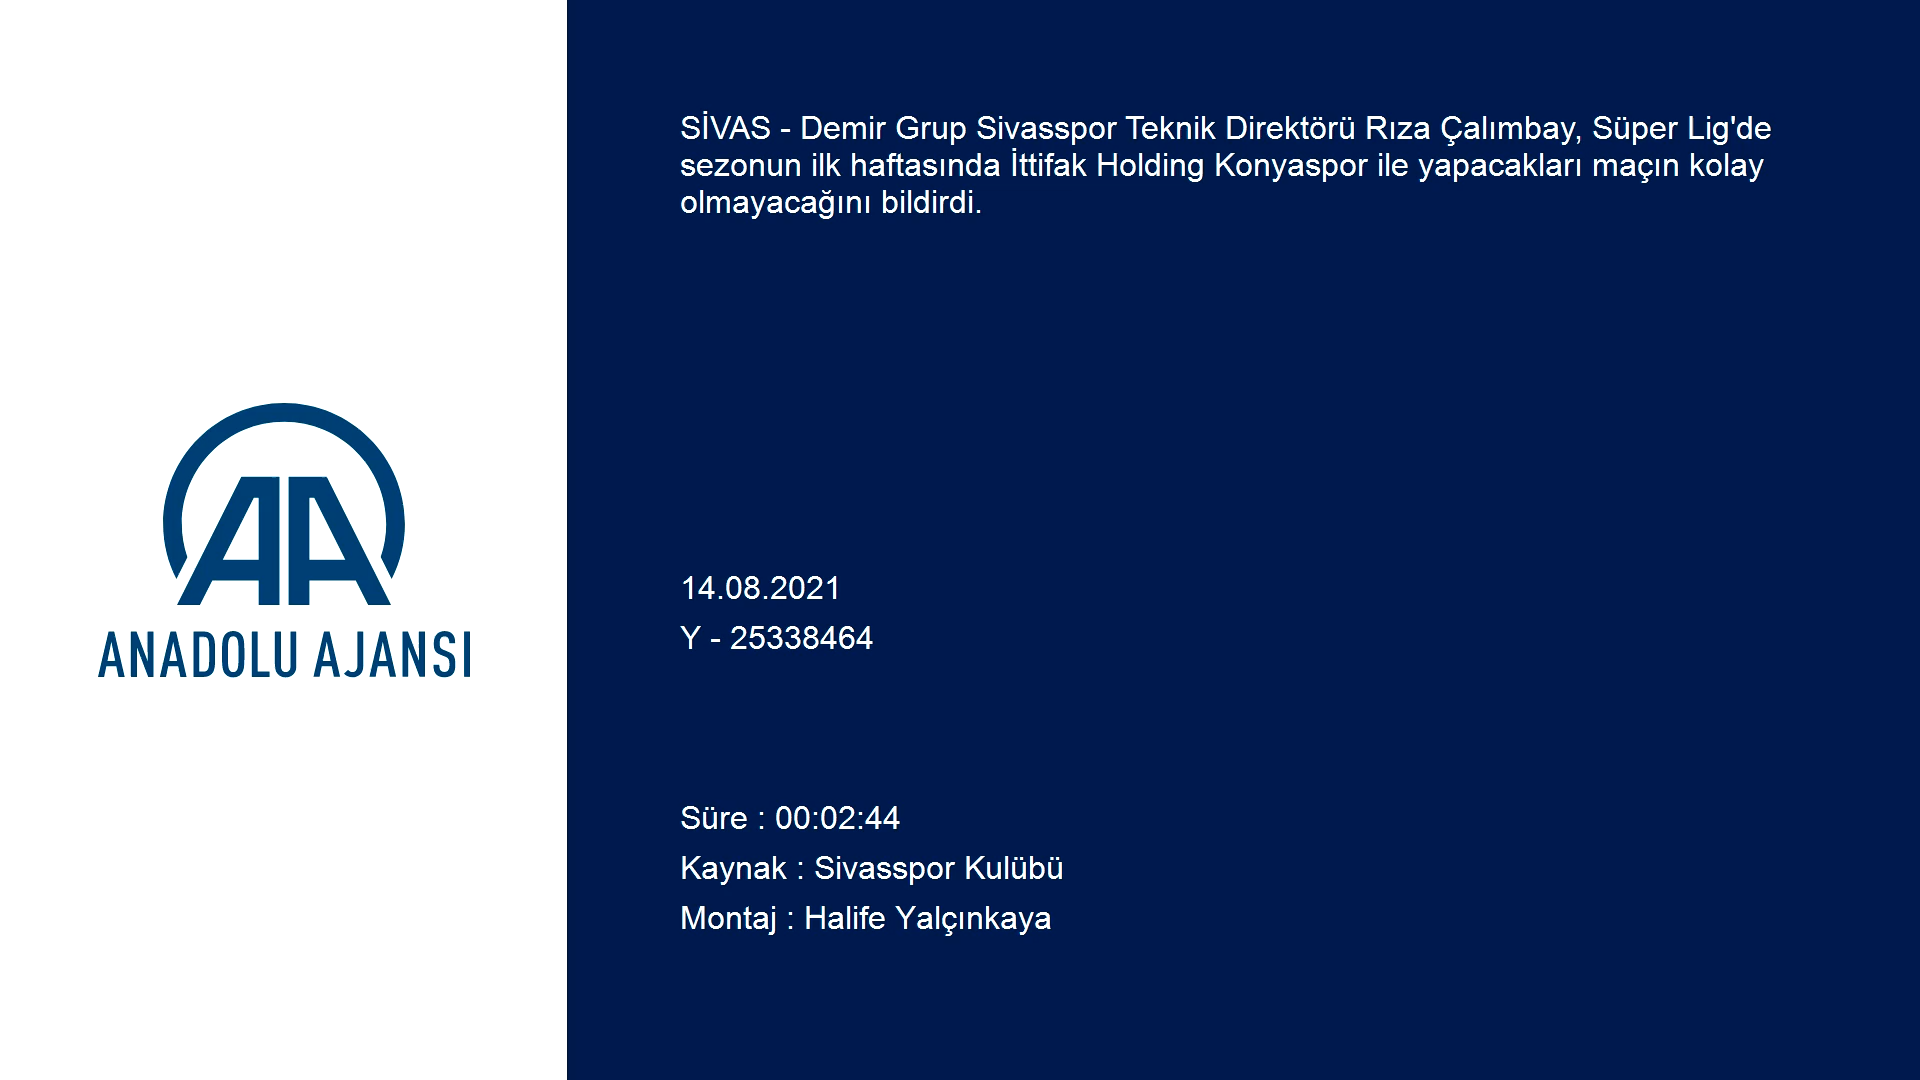 SİVAS - Demir Grup Sivasspor Teknik Direktörü Rıza Çalımbay, Süper Lig'de
sezonun ilk haftasında İttifak Holding Konyaspor ile yapacakları maçın kolay
olmayacağını bildirdi.
AA
ANADOLU AJANSI
14.08.2021
Y - 25338464
Süre : 00:02:44
Kaynak : Sivasspor Kulübü
Montaj : Halife Yalçınkaya